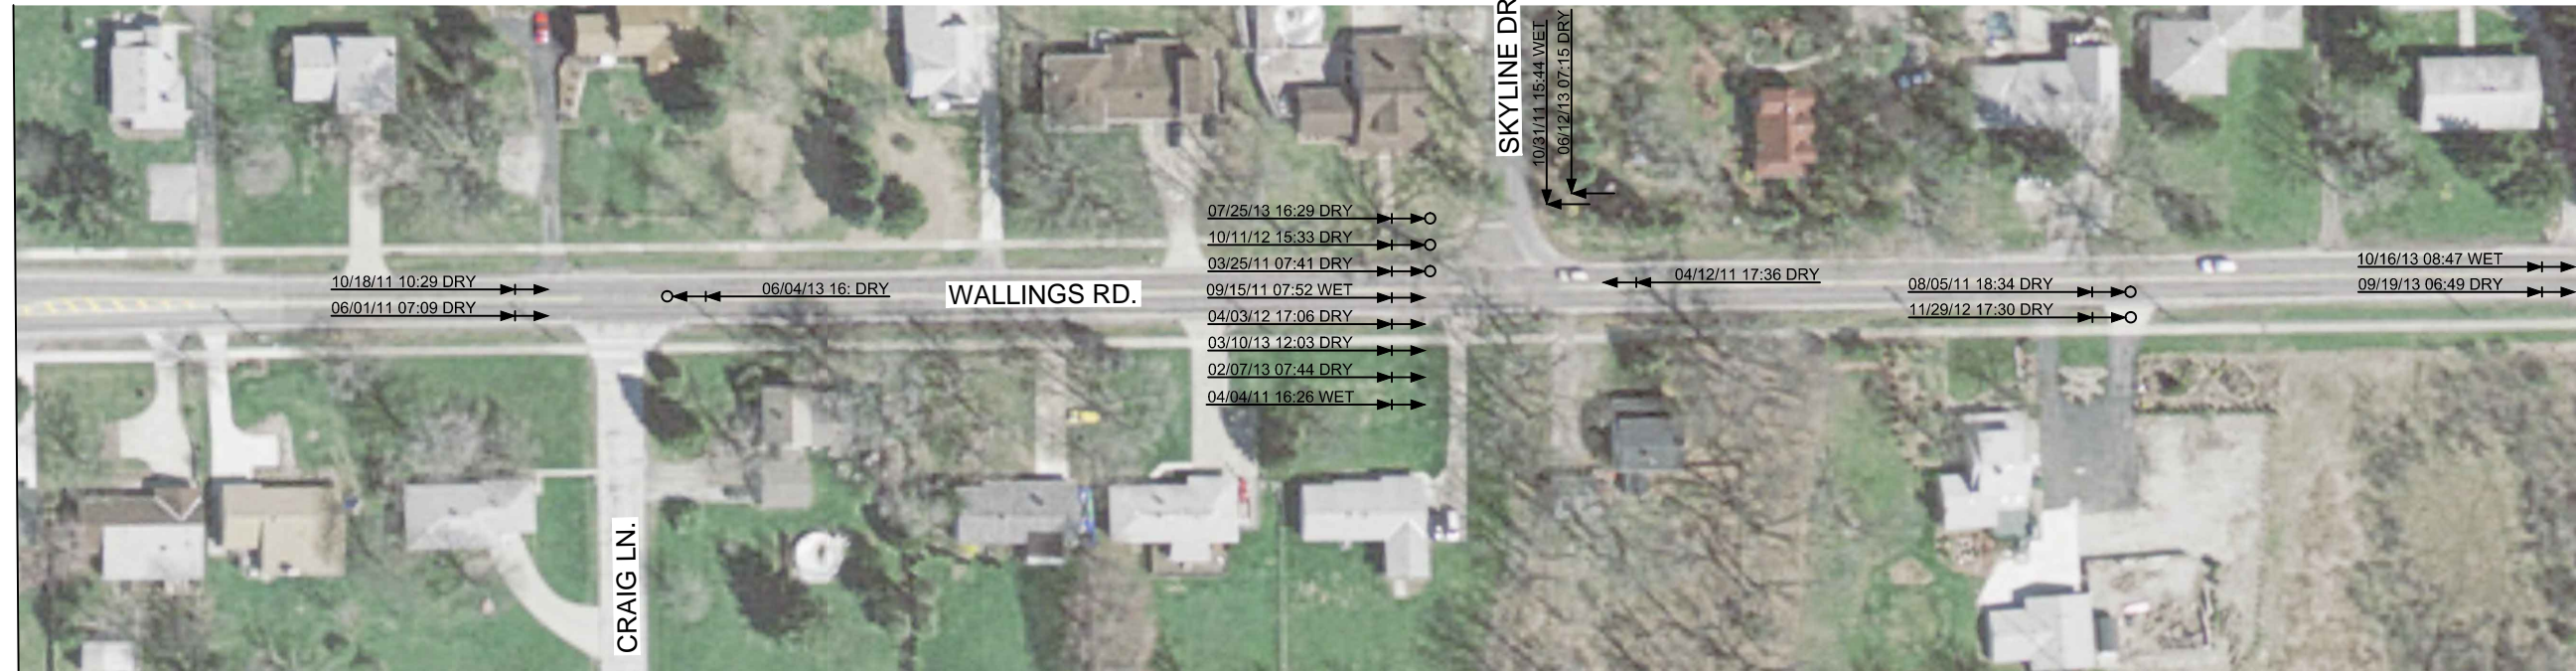 SKYLINE DR
10/31/11 15:44 WET
06/12/13 07:15 DRY
07/25/13 16:29 DRY
10/11/12 15:33 DRY
03/25/11 07:41 DRY
09/15/11 07:52 WET
04/03/12 17:06 DRY
03/10/13 12:03 DRY
02/07/13 07:44 DRY
04/04/11 16:26 WET
10/18/11 10:29 DRY
06/01/11 07:09 DRY
06/04/13 16: DRY
WALLINGS RD.
04/12/11 17:36 DRY
08/05/11 18:34 DRY
11/29/12 17:30 DRY
10/16/13 08:47 WET
09/19/13 06:49 DRY
CRAIG LN.